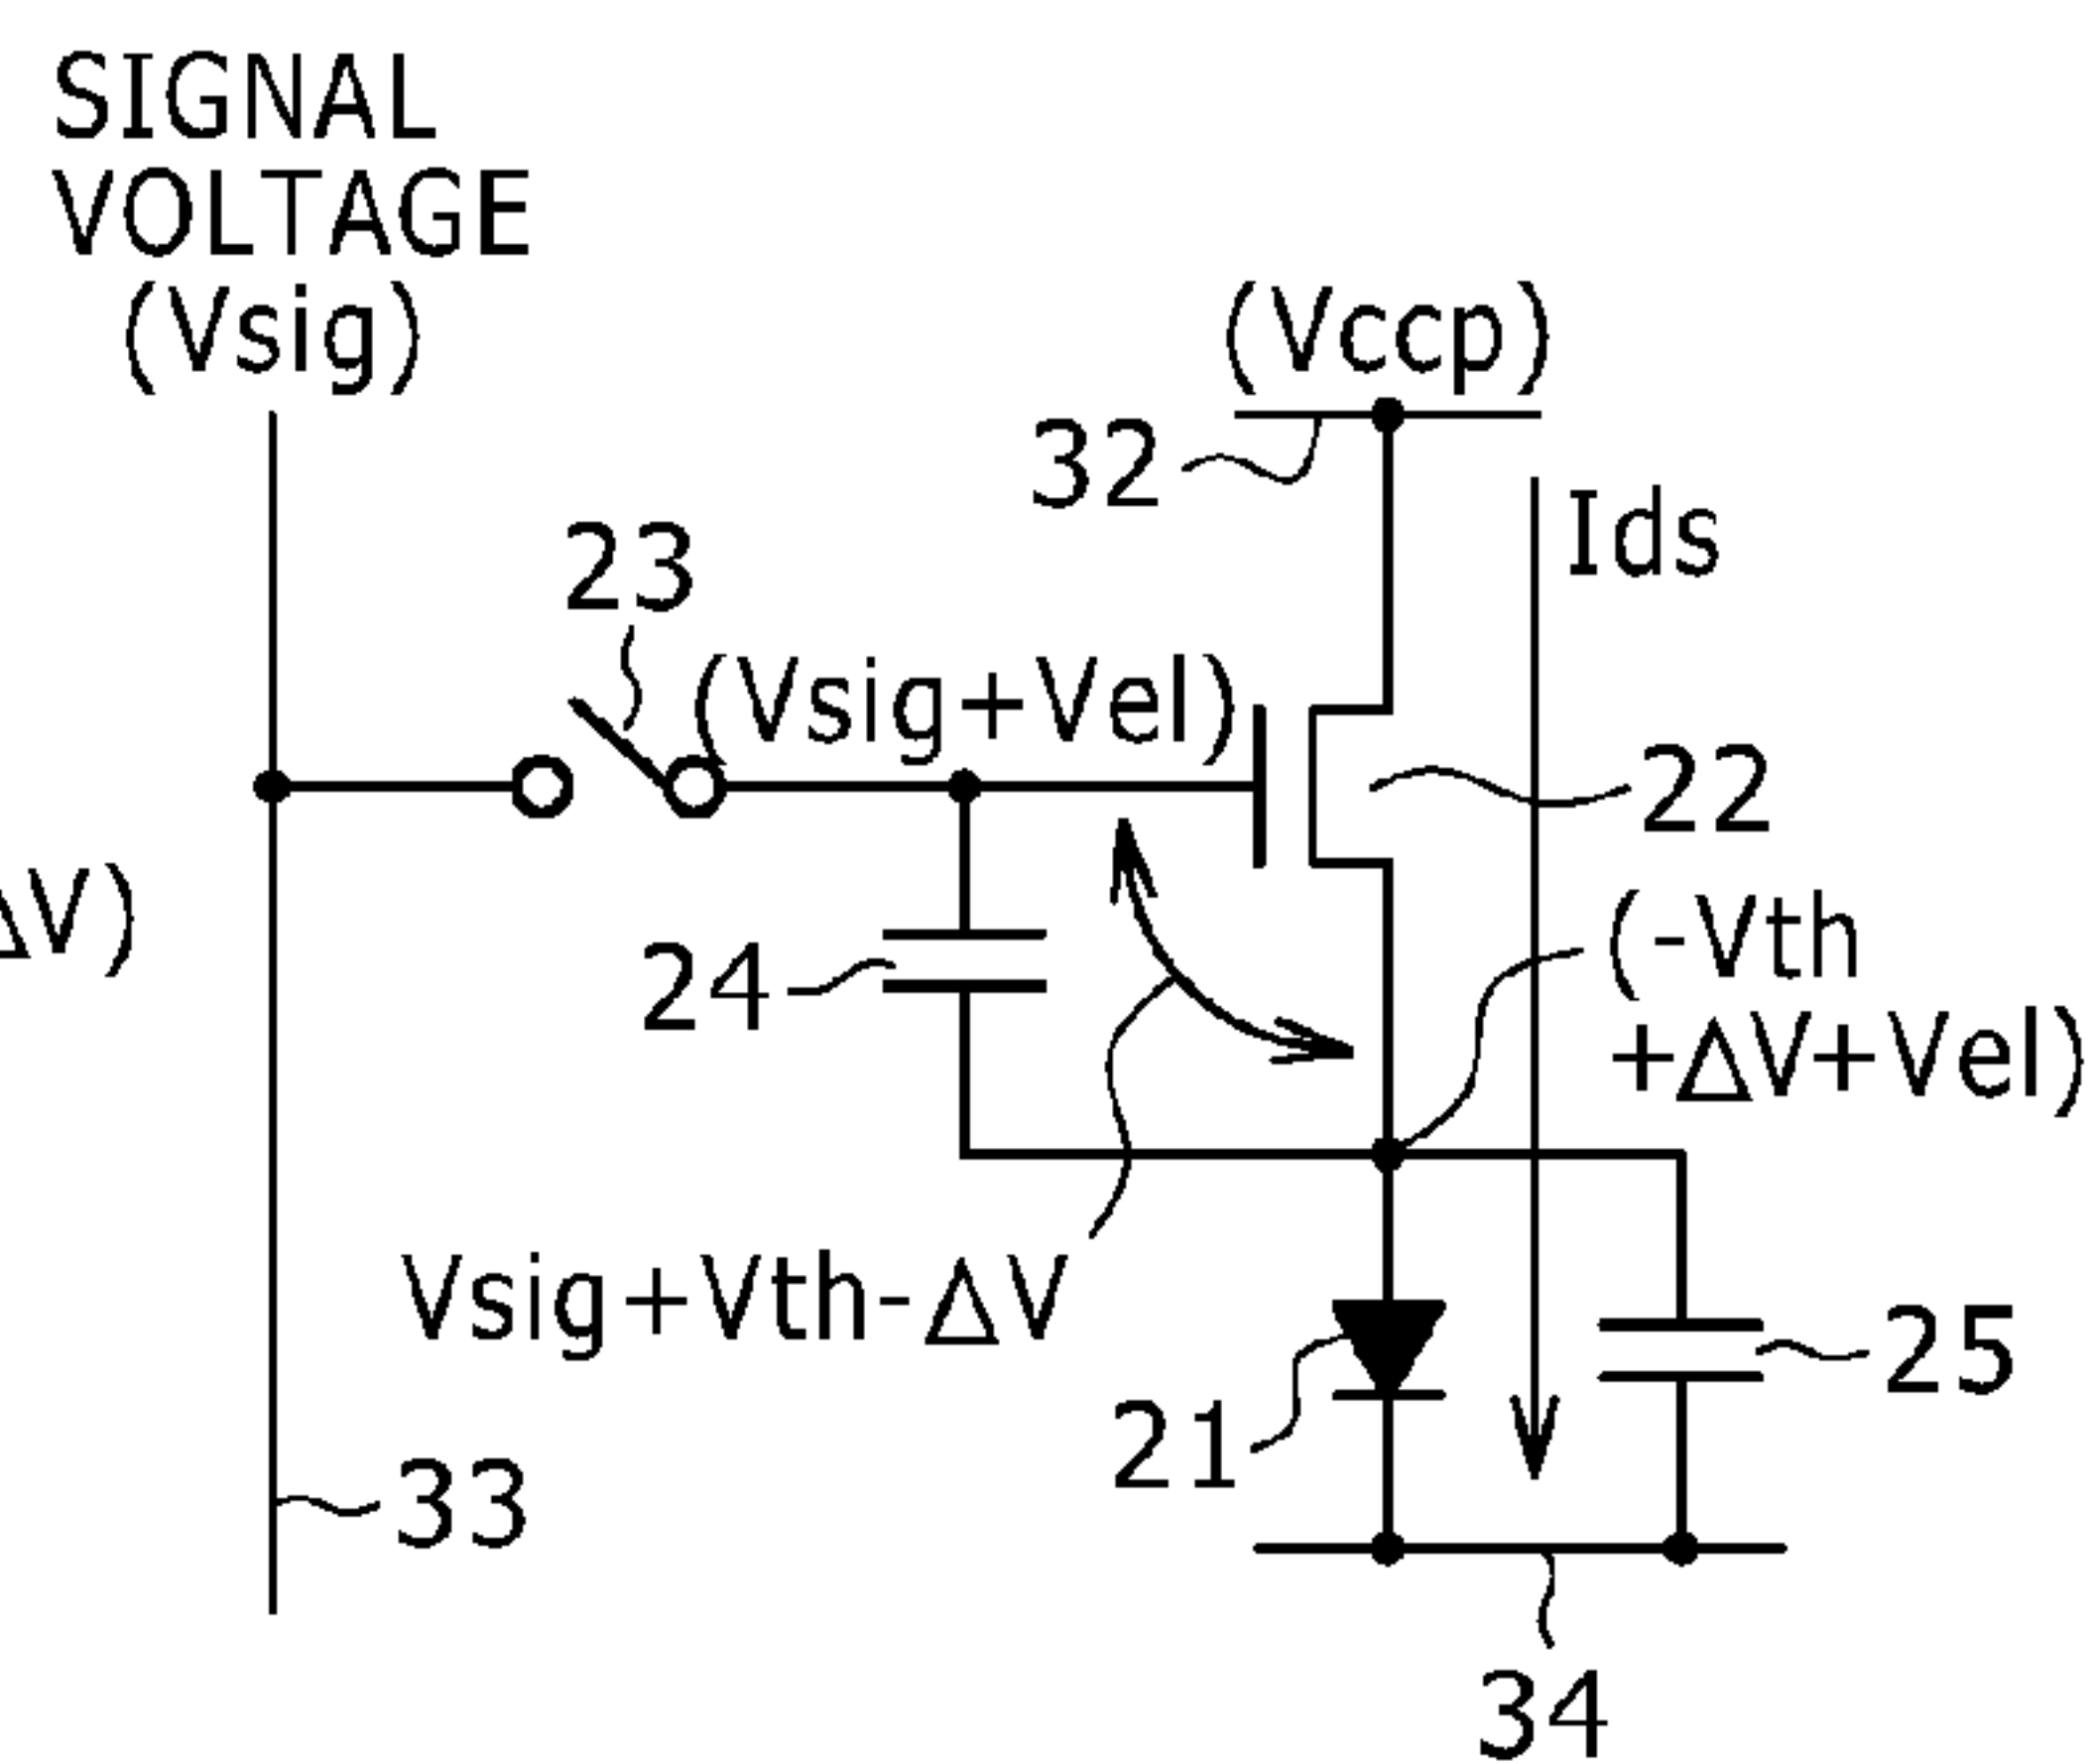 SIGNAL
VOLTAGE
(Vsig)
(Vccp)
32
Ids
23
(Vsig+Vel)
22
ΔV)
24
(-Vth
+ΔV+Vel)
Vsig+Vth-ΔV
25
21
33
34